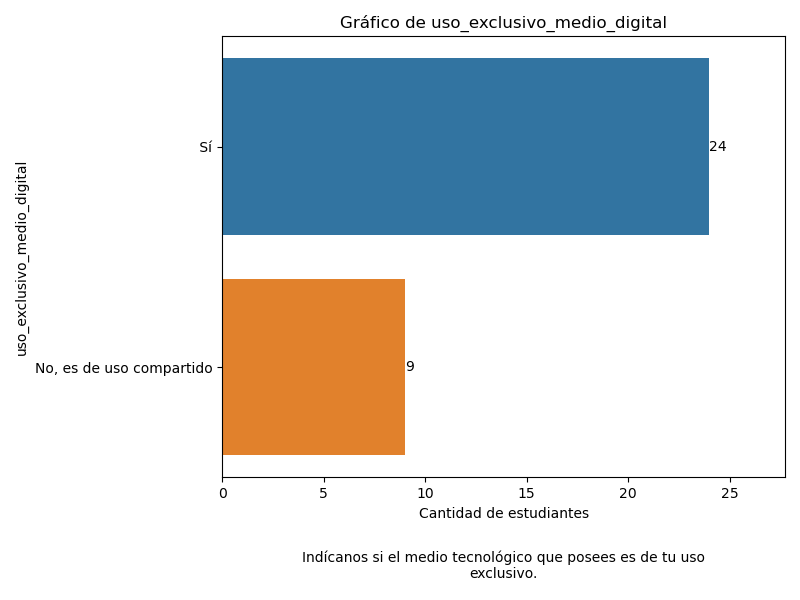 Gráfico de uso_exclusivo_medio_digital
uso_exclusivo_medio_digital
Sí
24
No, es de uso compartido
9
0 5 10 15 20 25
Cantidad de estudiantes
Indícanos si el medio tecnológico que posees es de tu uso
exclusivo.